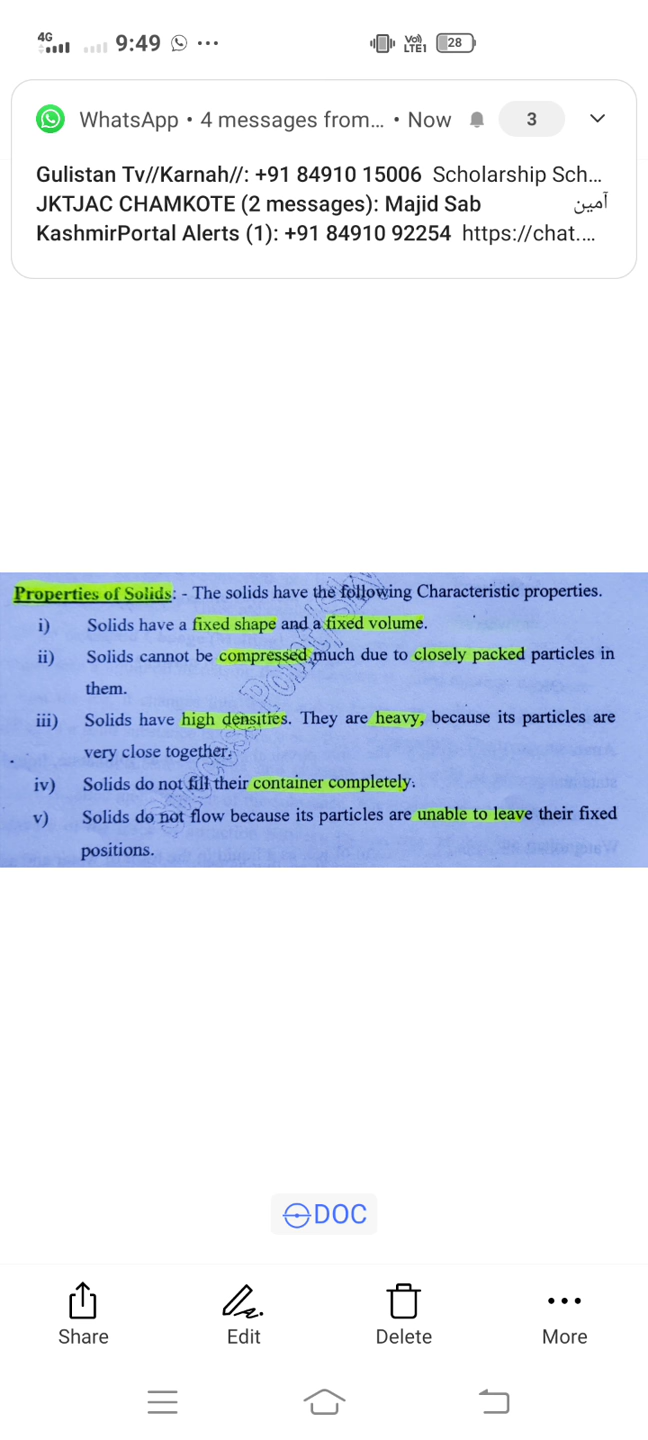 4G 9:49 ... Vo)) LTE1 28
WhatsApp • 4 messages from... • Now 3
Gulistan Tv//Karnah//: +91 84910 15006 Scholarship Sch...
JKTJAC CHAMKOTE (2 messages): Majid Sab آمین
KashmirPortal Alerts (1): +91 84910 92254 https://chat....
Properties of Solids: - The solids have the following Characteristic properties.
i) Solids have a fixed shape and a fixed volume.
ii) Solids cannot be compressed much due to closely packed particles in
them.
iii) Solids have high densities. They are heavy, because its particles are
very close together.
iv) Solids do not fill their container completely.
v) Solids do not flow because its particles are unable to leave their fixed
positions.
DOC
Share Edit Delete More